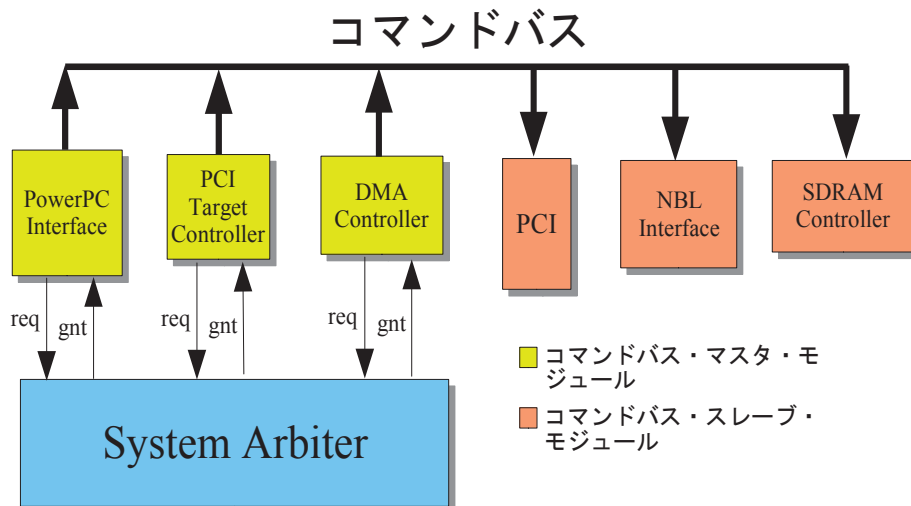 コマンドバス
PowerPC
Interface
PCI
Target
Controller
DMA
Controller
PCI
NBL
Interface
SDRAM
Controller
req
gnt
req
gnt
req
gnt
System Arbiter
コマンドバス・マスタ・モ
ジュール
コマンドバス・スレーブ・
モジュール